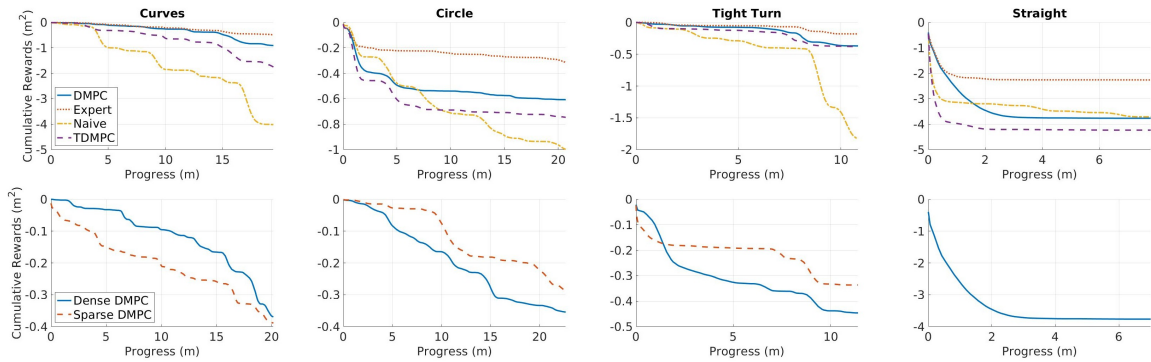 Curves
Circle
Tight Turn
Straight
Cumulative Rewards (m²)
0
-1
-2
-3
-4
-5
DMPC
Expert
Naive
TDMPC
0 5 10 15
Progress (m)
0
-0.2
-0.4
-0.6
-0.8
-1
0 5 10 15 20
Progress (m)
0
-0.5
-1
-1.5
-2
0 5 10
Progress (m)
0
-1
-2
-3
-4
-5
0 2 4 6
Progress (m)
Cumulative Rewards (m²)
0
-0.1
-0.2
-0.3
-0.4
Dense DMPC
Sparse DMPC
0 5 10 15 20
Progress (m)
0
-0.1
-0.2
-0.3
-0.4
0 5 10 15 20
Progress (m)
0
-0.1
-0.2
-0.3
-0.4
-0.5
0 5 10
Progress (m)
0
-1
-2
-3
-4
0 2 4 6
Progress (m)